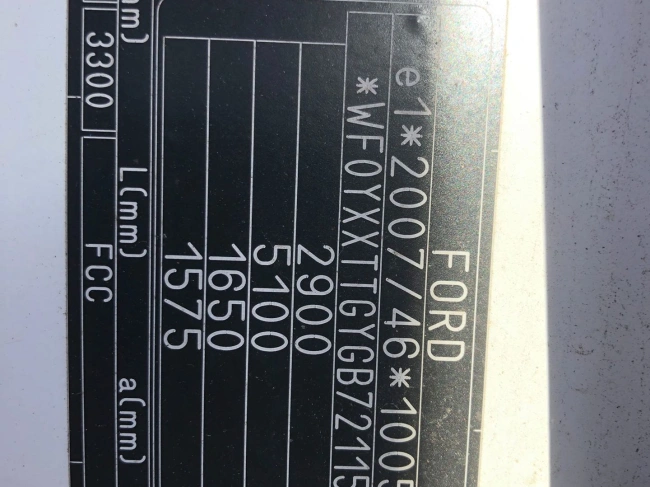 FORD
e1*2007/46*1005
*WF0YXXTTGYGB72115
2900
5100
1650
1575
mm) L(mm) a(mm)
3300 FCC